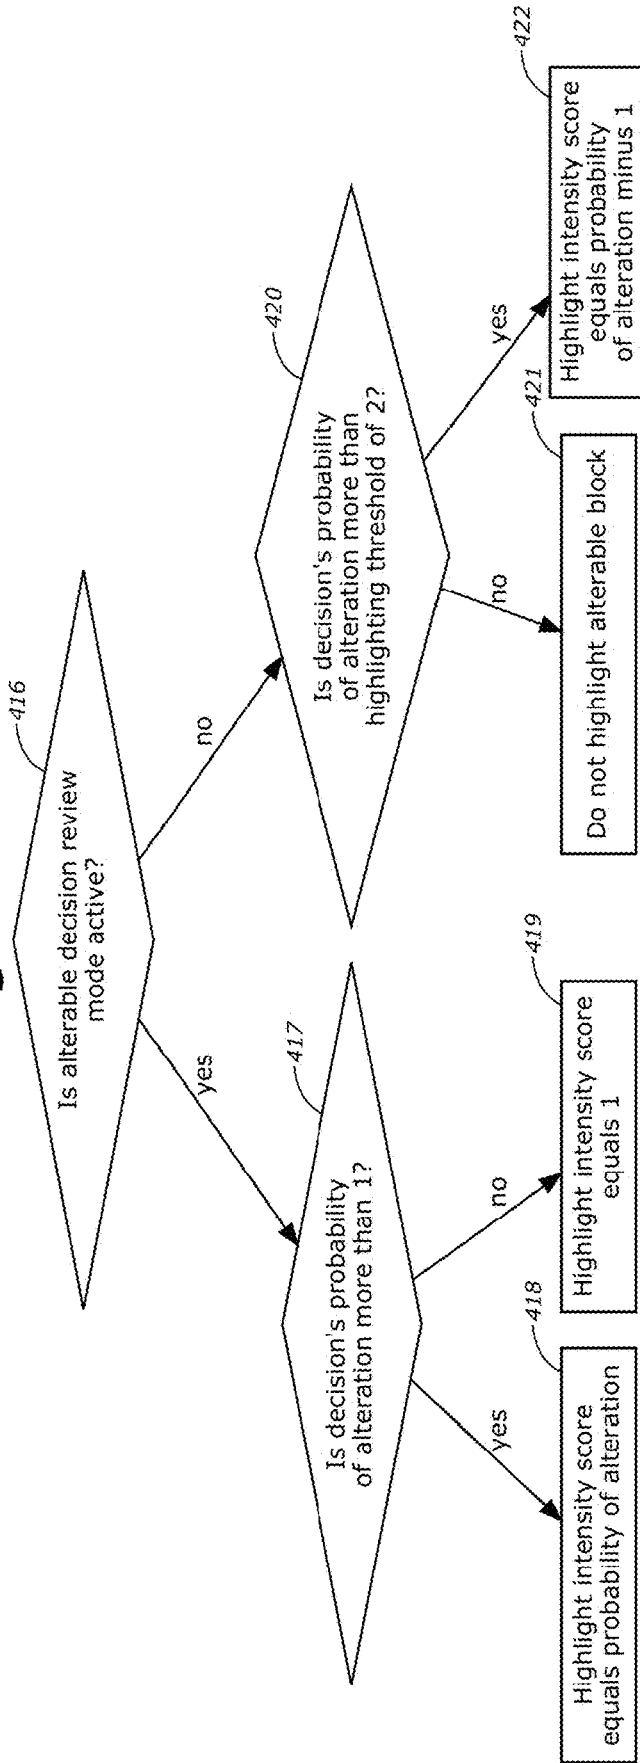 416
Is alterable decision review
mode active?
yes
no
417
Is decision's probability
of alteration more than 1?
420
Is decision's probability
of alteration more than
highlighting threshold of 2?
yes
no
no
yes
418
Highlight intensity score
equals probability of alteration
419
Highlight intensity score
equals 1
421
Do not highlight alterable block
422
Highlight intensity score
equals probability
of alteration minus 1